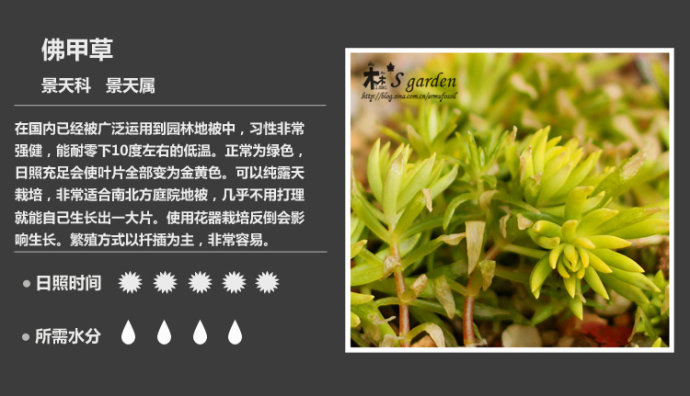 佛甲草
景天科 景天属
在国内已经被广泛运用到园林地被中，习性非常
强健，能耐零下10度左右的低温。正常为绿色，
日照充足会使叶片全部变为金黄色。可以纯露天
栽培，非常适合南北方庭院地被，几乎不用打理
就能自己生长出一大片。使用花器栽培反倒会影
响生长。繁殖方式以扦插为主，非常容易。
日照时间
所需水分
林's garden
http://blog.sina.com.cn/emufossil